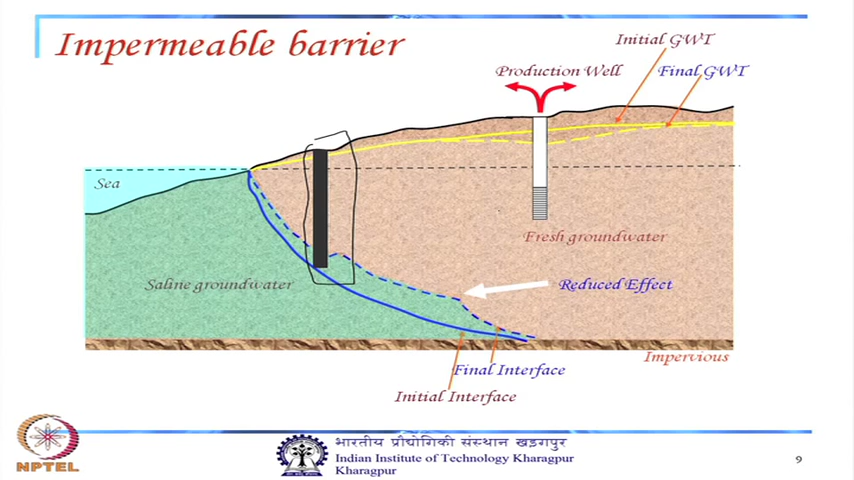 Impermeable barrier
Initial GWT
Production Well
Final GWT
Sea
Fresh groundwater
Saline groundwater
Reduced Effect
Impervious
Final Interface
Initial Interface
NPTEL
भारतीय प्रौद्योगिकी संस्थान खड़गपुर
Indian Institute of Technology Kharagpur
Kharagpur
9